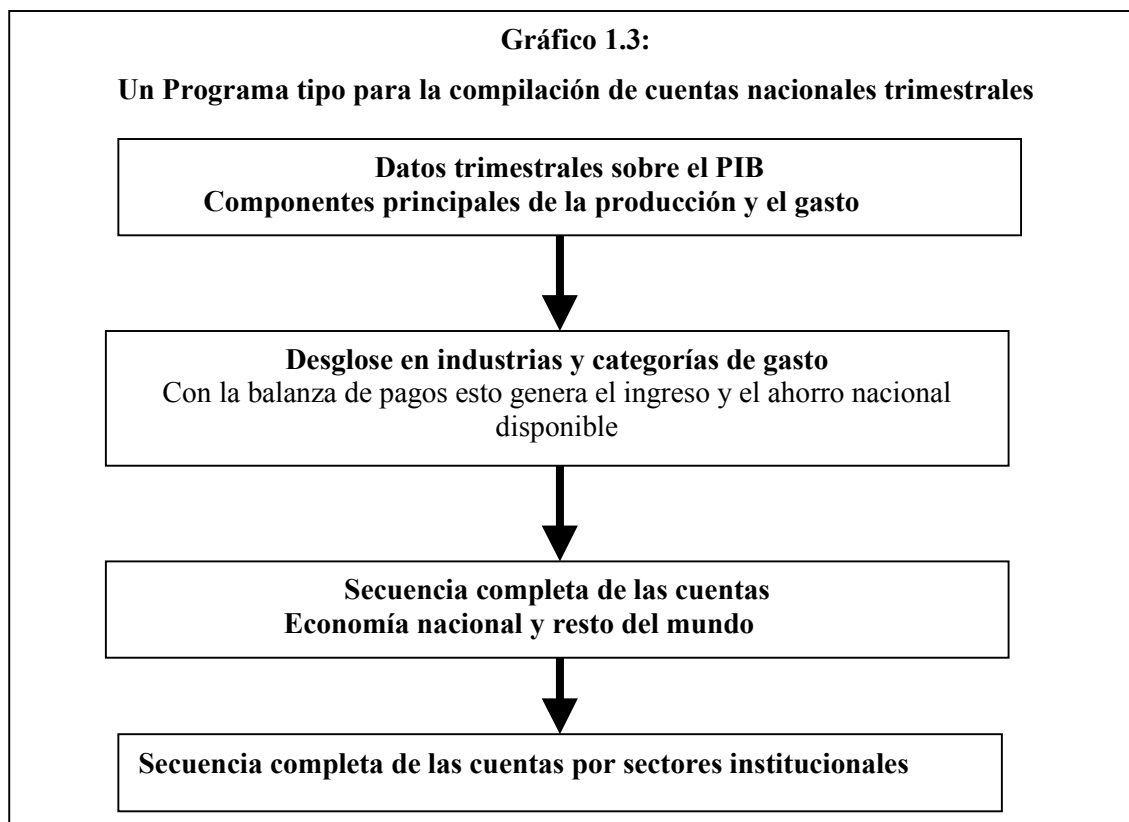 Gráfico 1.3:
Un Programa tipo para la compilación de cuentas nacionales trimestrales
Datos trimestrales sobre el PIB
Componentes principales de la producción y el gasto
Desglose en industrias y categorías de gasto
Con la balanza de pagos esto genera el ingreso y el ahorro nacional
disponible
Secuencia completa de las cuentas
Economía nacional y resto del mundo
Secuencia completa de las cuentas por sectores institucionales